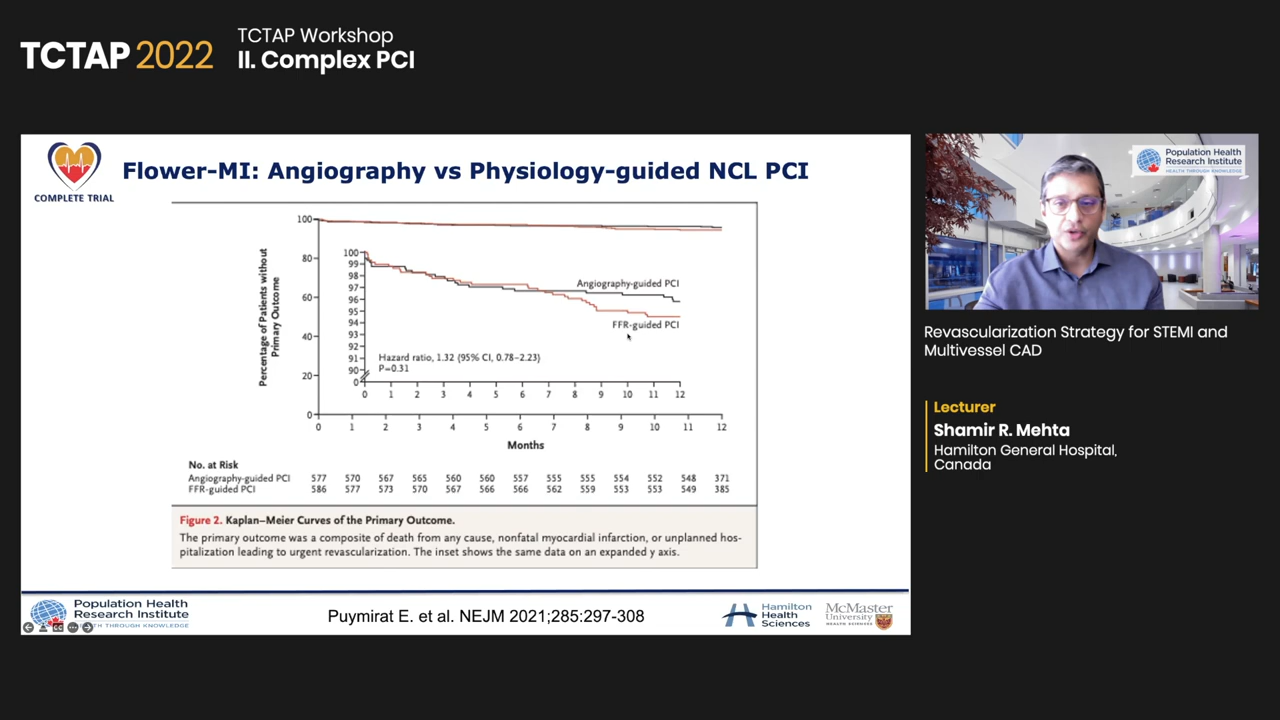 TCTAP 2022
TCTAP Workshop
II. Complex PCI
COMPLETE TRIAL
Flower-MI: Angiography vs Physiology-guided NCL PCI
Percentage of Patients without
Primary Outcome
100
80
60
40
20
0
100
99
98
97
96
95
94
93
92
91
90
0
Angiography-guided PCI
FFR-guided PCI
Hazard ratio, 1.32 (95% CI, 0.78–2.23)
P=0.31
0 1 2 3 4 5 6 7 8 9 10 11 12
0 1 2 3 4 5 6 7 8 9 10 11 12
Months
No. at Risk
Angiography-guided PCI 577 570 567 565 560 560 557 555 555 554 552 548 371
FFR-guided PCI 586 577 573 570 567 566 566 562 559 553 553 549 385
Figure 2. Kaplan–Meier Curves of the Primary Outcome.
The primary outcome was a composite of death from any cause, nonfatal myocardial infarction, or unplanned hos-
pitalization leading to urgent revascularization. The inset shows the same data on an expanded y axis.
Population Health
Research Institute
HEALTH THROUGH KNOWLEDGE
Puymirat E. et al. NEJM 2021;285:297-308
Hamilton
Health
Sciences
McMaster
University
HEALTH SCIENCES
Population Health
Research Institute
HEALTH THROUGH KNOWLEDGE
Revascularization Strategy for STEMI and
Multivessel CAD
Lecturer
Shamir R. Mehta
Hamilton General Hospital,
Canada